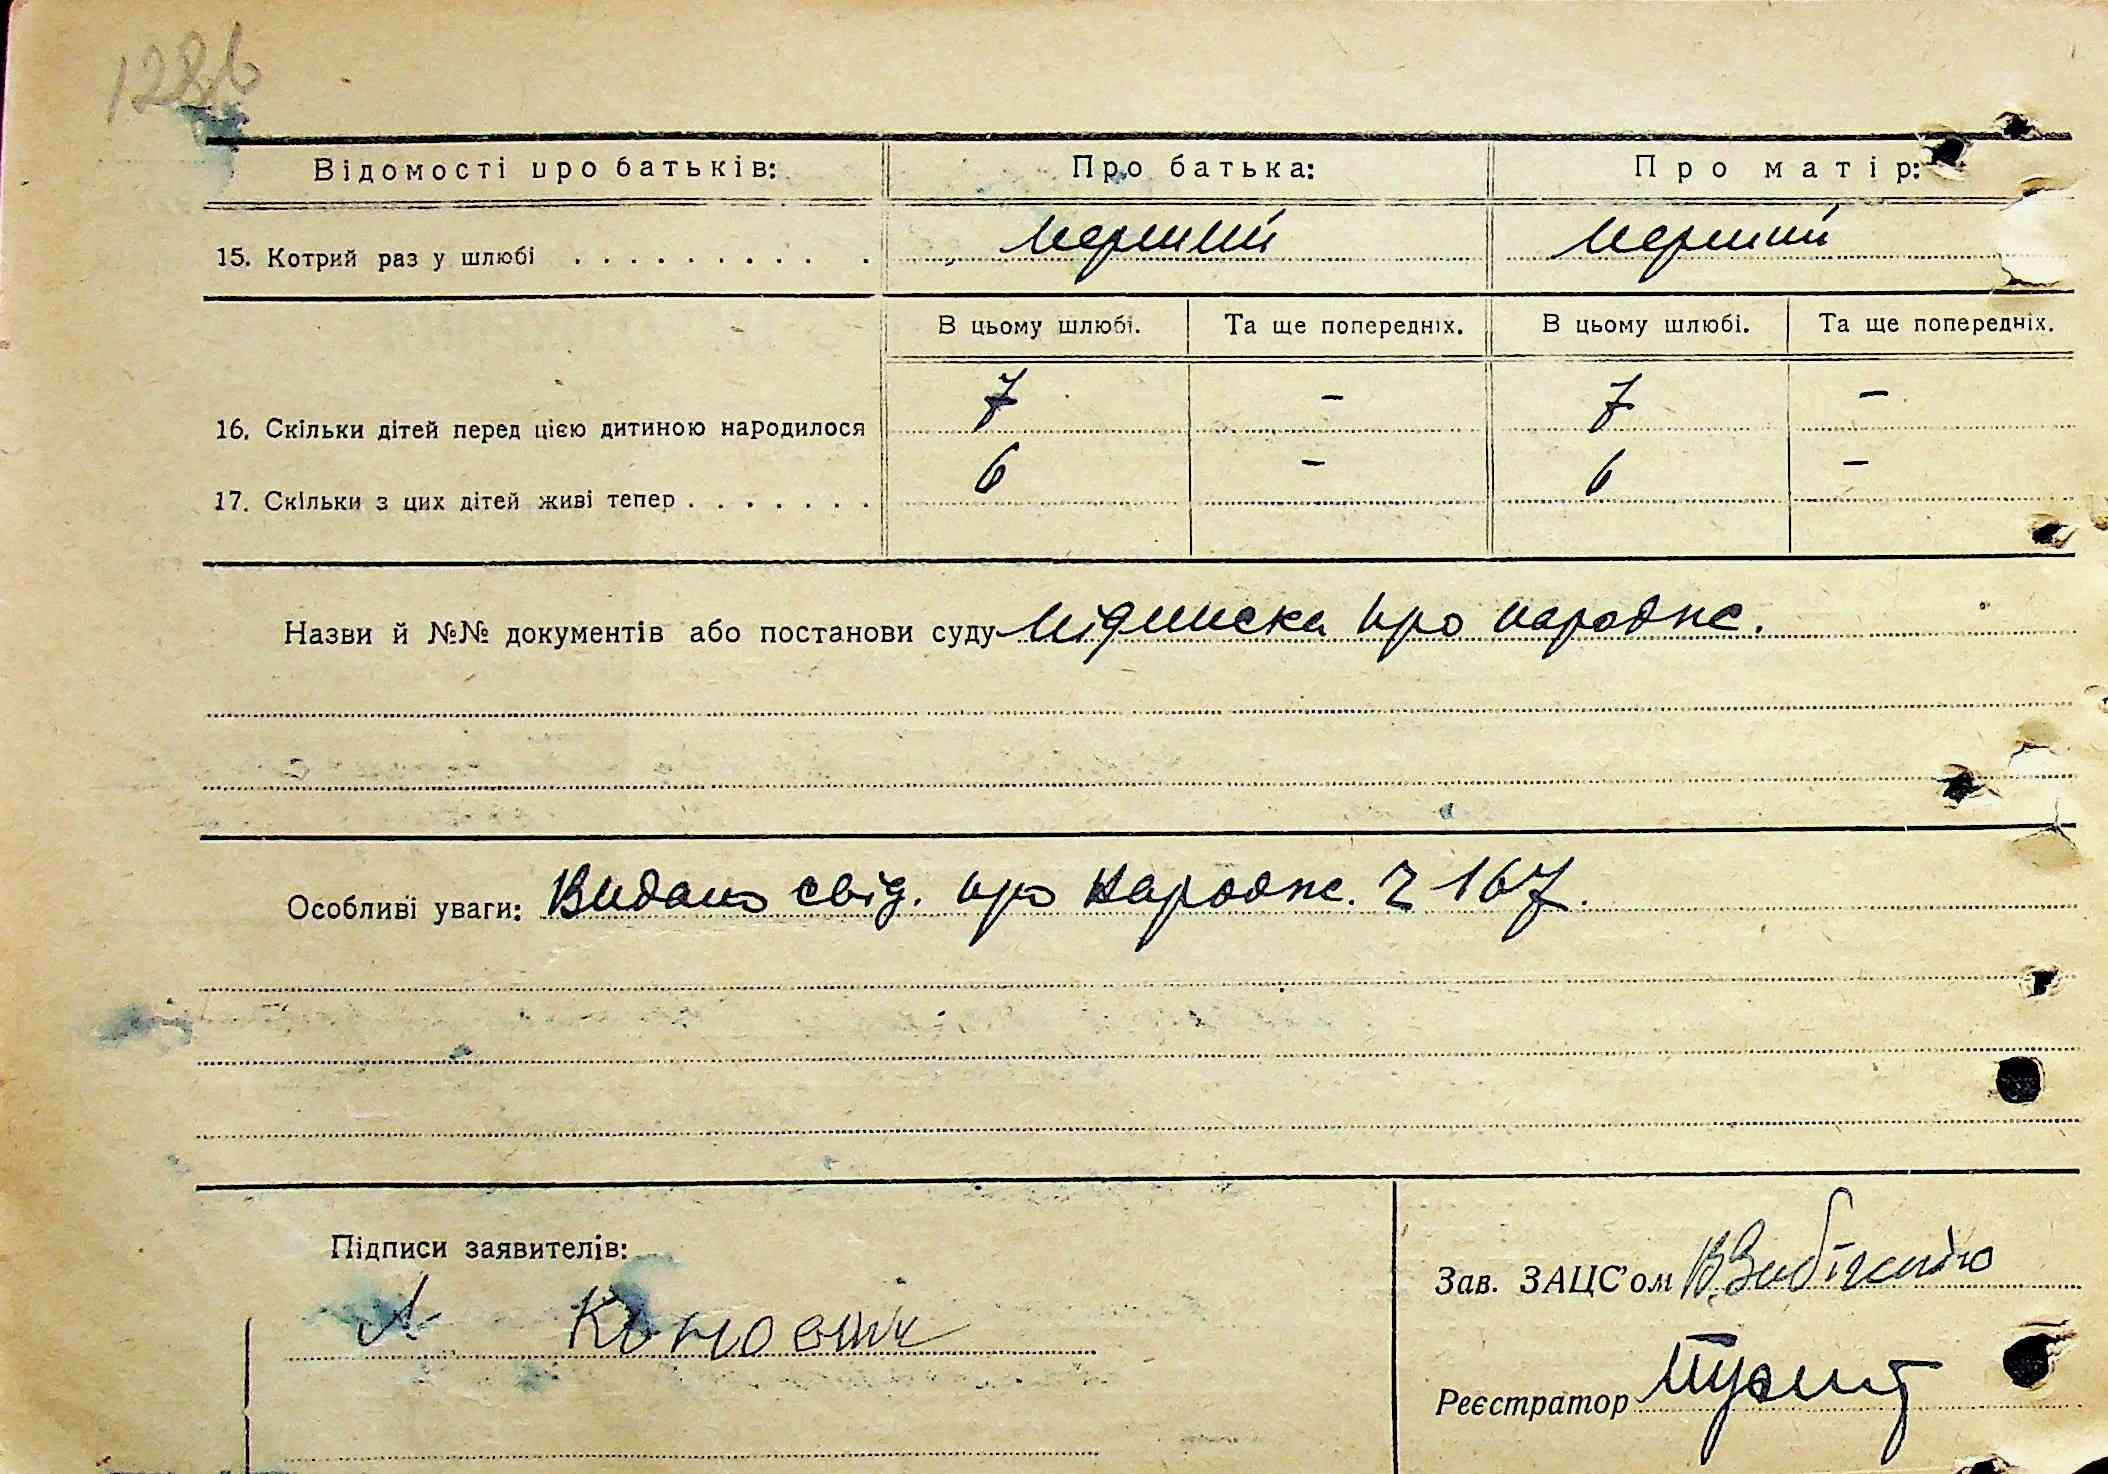 128б
Відомості про батьків: Про батька: Про матір:
15. Котрий раз у шлюбі . . . . . . . . . . перший перший
В цьому шлюбі. Та ще попередніх. В цьому шлюбі. Та ще попередніх.
16. Скільки дітей перед цією дитиною народилося 7 – 7 –
17. Скільки з цих дітей живі тепер . . . . . . . 6 – 6 –
Назви й №№ документів або постанови суду підписка про народж.
Особливі уваги: Видано свід. про народж. 2 167.
Підписи заявителів:
А Конович
Зав. ЗАЦС'ом
Реєстратор